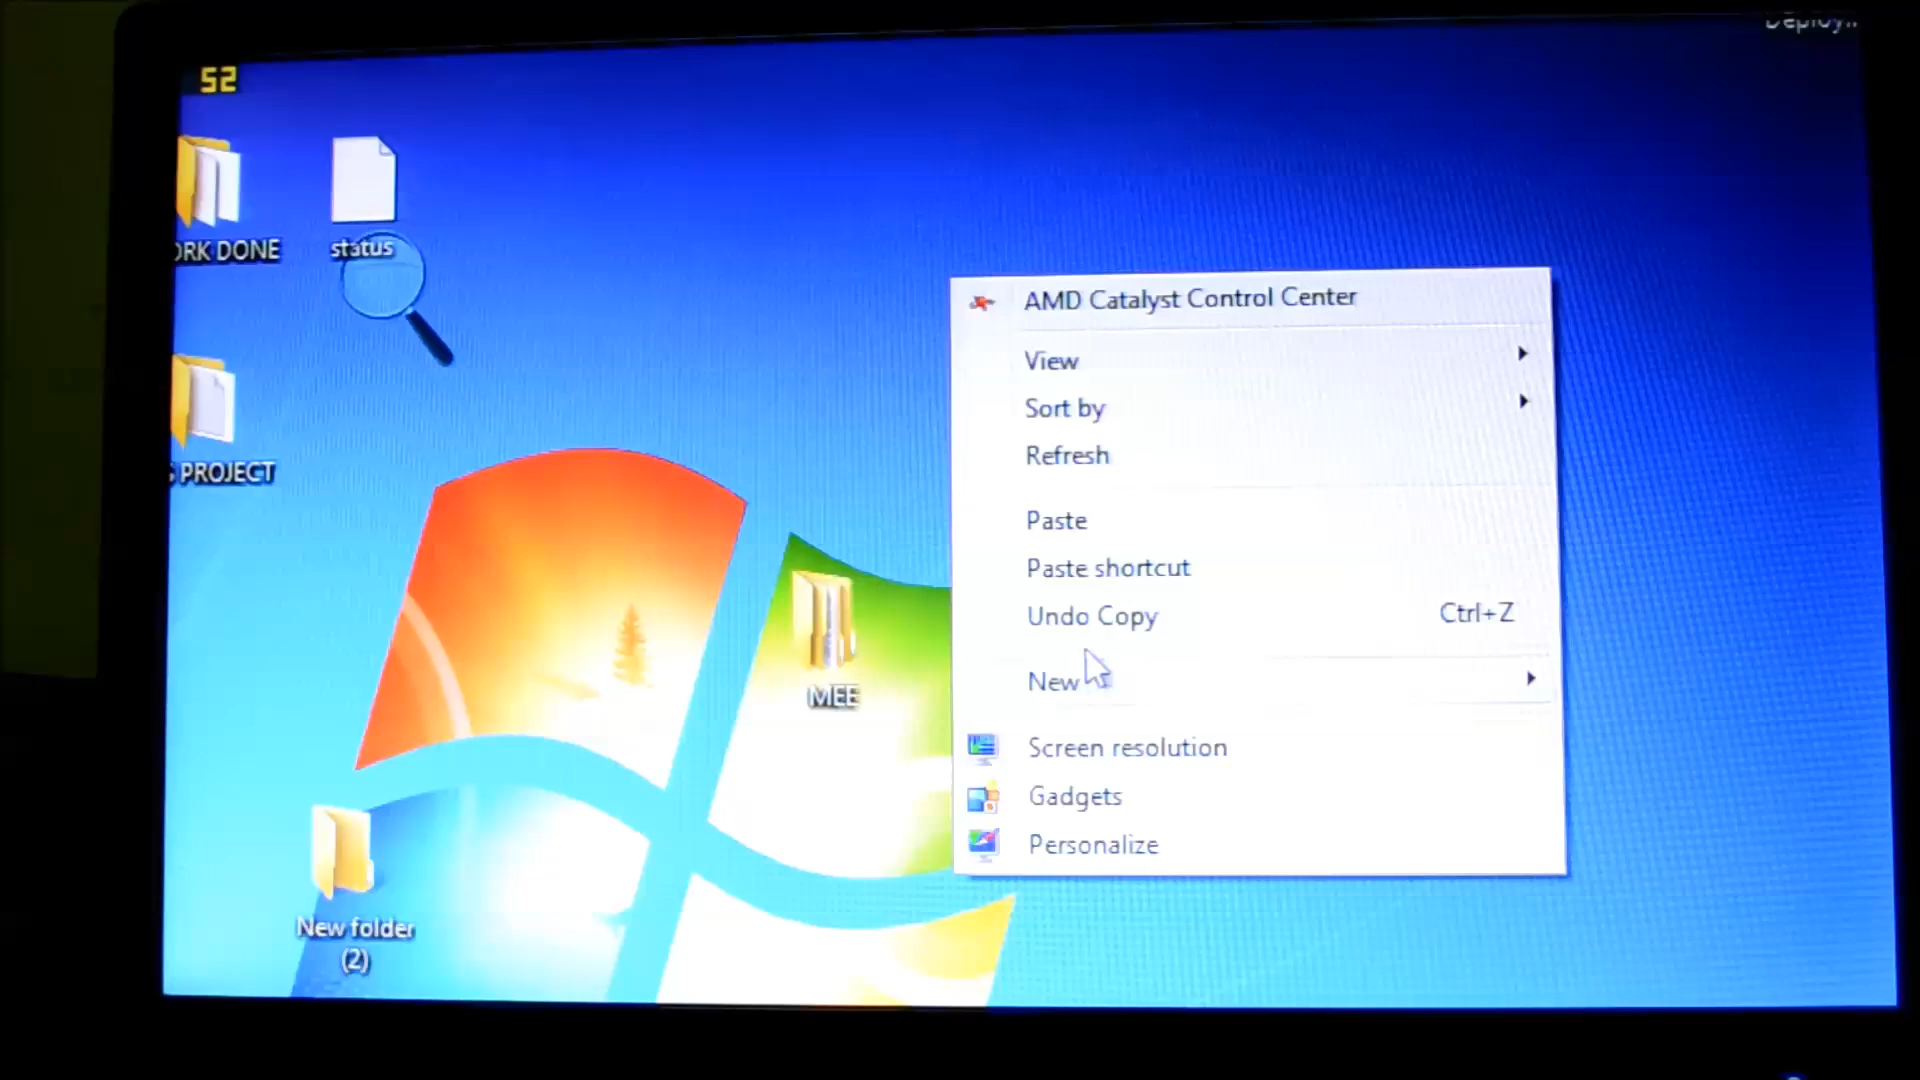 52
ORK DONE
status
PROJECT
MEE
New folder
(2)
AMD Catalyst Control Center
View
Sort by
Refresh
Paste
Paste shortcut
Undo Copy Ctrl+Z
New
Screen resolution
Gadgets
Personalize